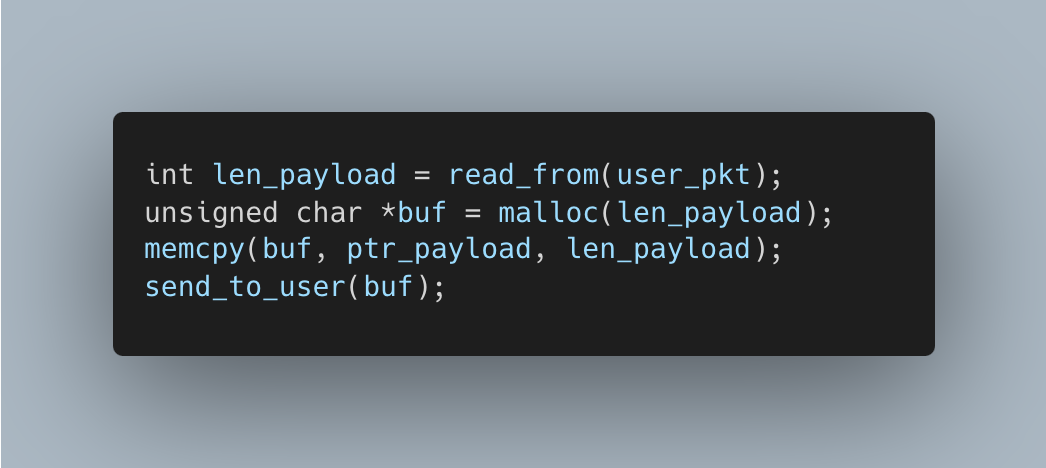 int len_payload = read_from(user_pkt);
unsigned char *buf = malloc(len_payload);
memcpy(buf, ptr_payload, len_payload);
send_to_user(buf);